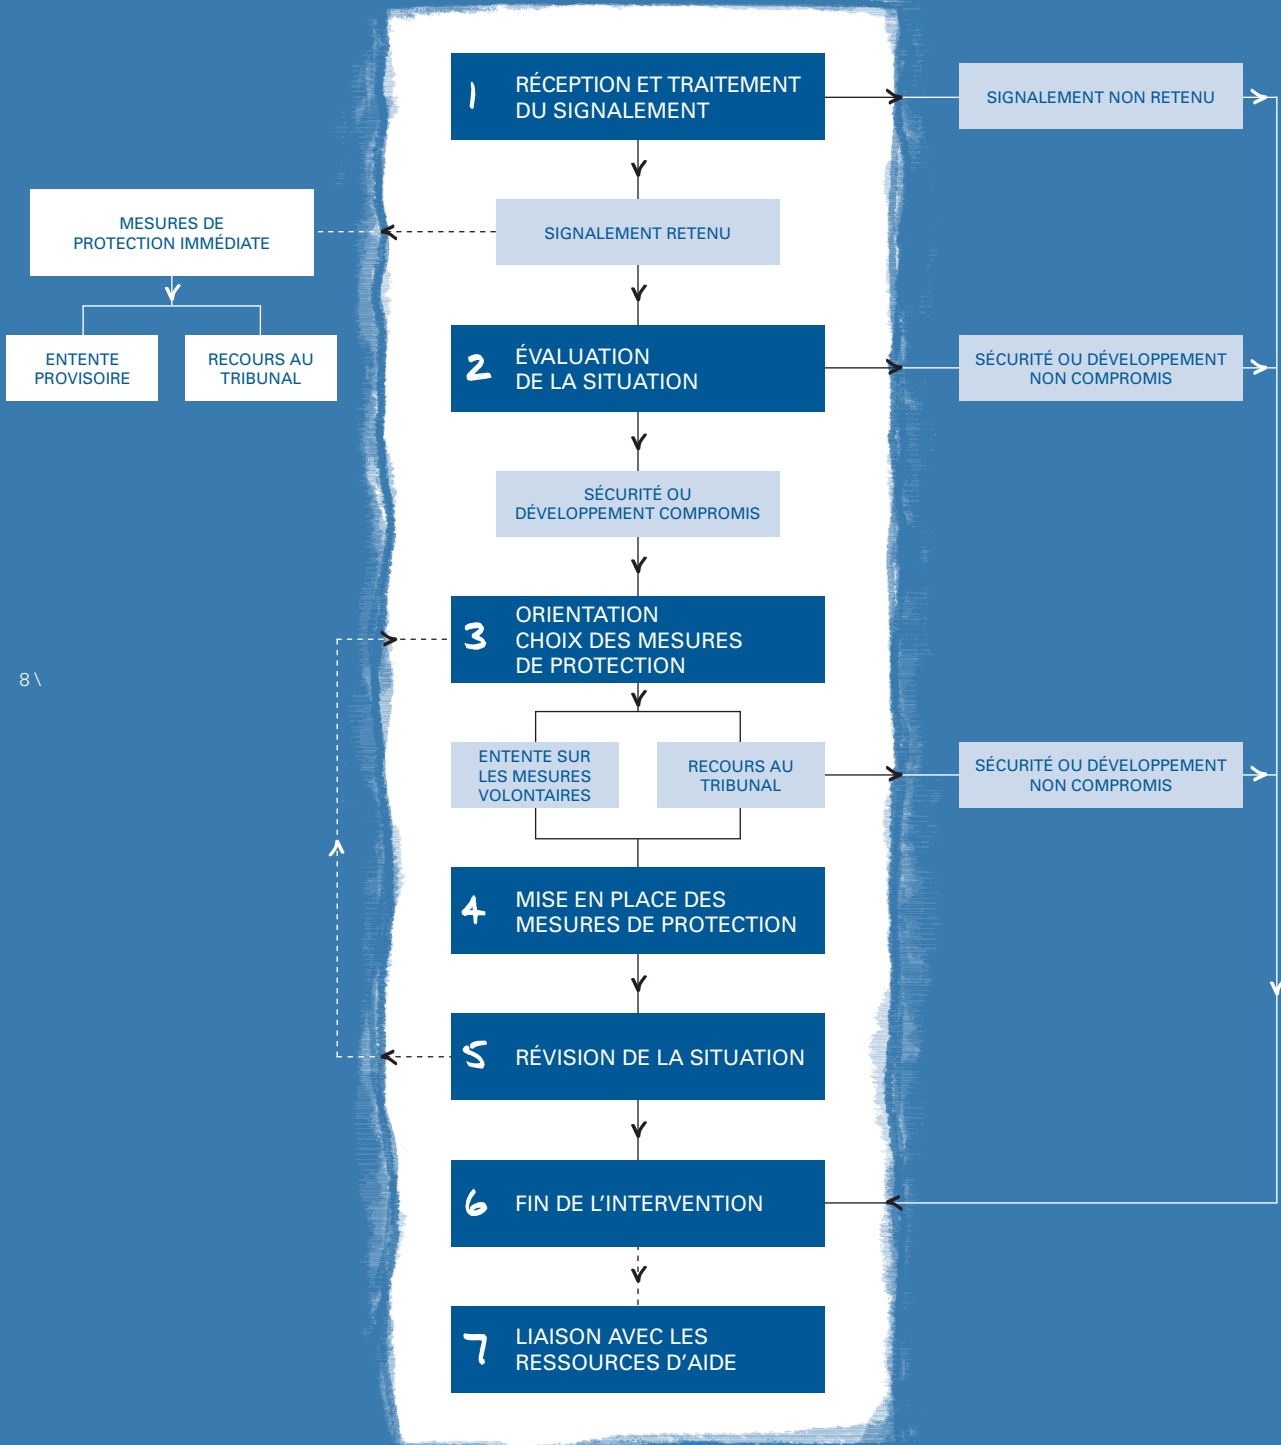 1
RÉCEPTION ET TRAITEMENT
DU SIGNALEMENT
SIGNALEMENT NON RETENU
MESURES DE
PROTECTION IMMÉDIATE
SIGNALEMENT RETENU
ENTENTE
PROVISOIRE
RECOURS AU
TRIBUNAL
2
ÉVALUATION
DE LA SITUATION
SÉCURITÉ OU DÉVELOPPEMENT
NON COMPROMIS
SÉCURITÉ OU
DÉVELOPPEMENT COMPROMIS
3
ORIENTATION
CHOIX DES MESURES
DE PROTECTION
8 \
ENTENTE SUR
LES MESURES
VOLONTAIRES
RECOURS AU
TRIBUNAL
SÉCURITÉ OU DÉVELOPPEMENT
NON COMPROMIS
4
MISE EN PLACE DES
MESURES DE PROTECTION
5
RÉVISION DE LA SITUATION
6
FIN DE L'INTERVENTION
7
LIAISON AVEC LES
RESSOURCES D'AIDE